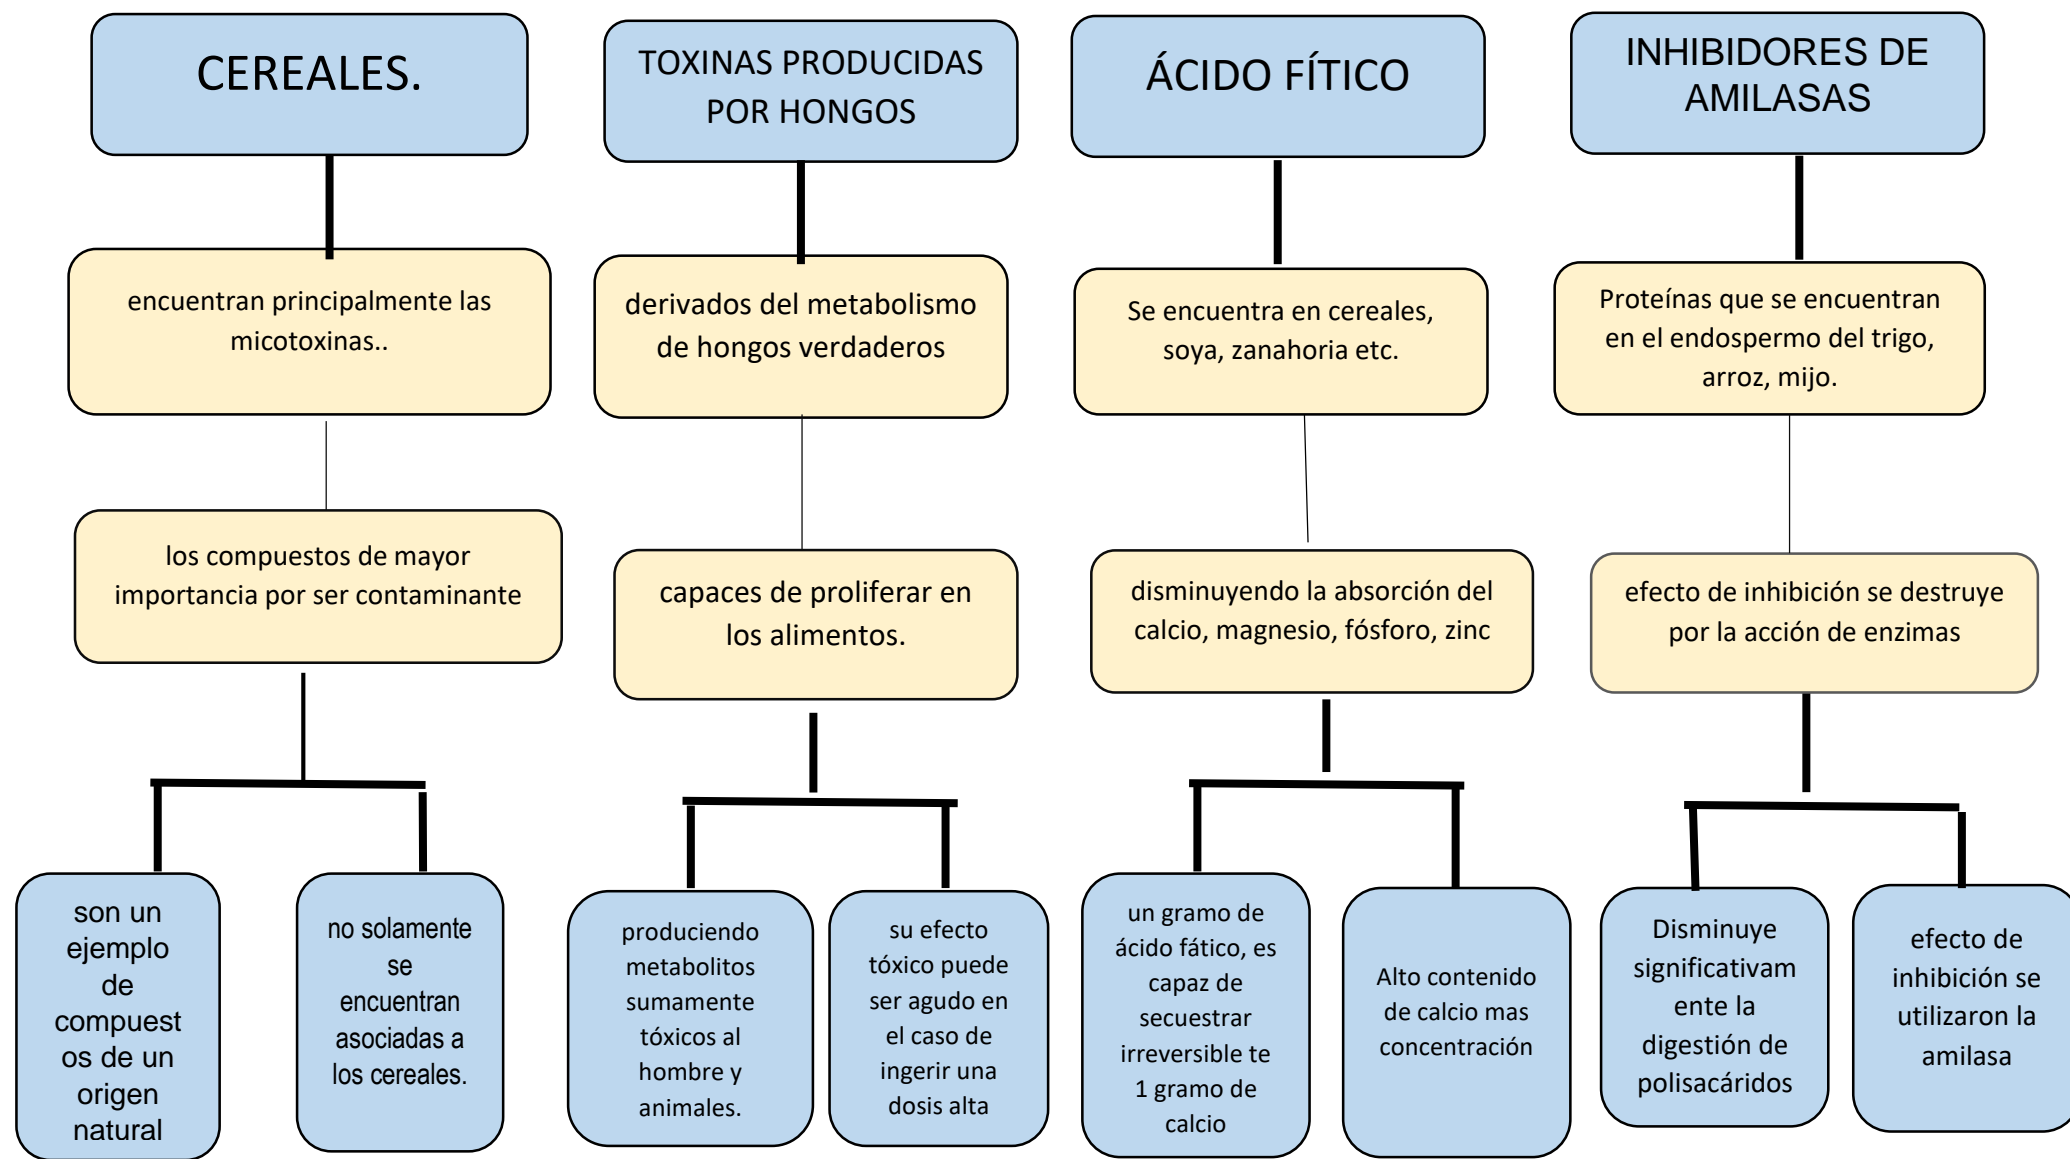 CEREALES.
encuentran principalmente las
micotoxinas..
los compuestos de mayor
importancia por ser contaminante
son un
ejemplo
de
compuest
os de un
origen
natural
no solamente
se
encuentran
asociadas a
los cereales.
TOXINAS PRODUCIDAS
POR HONGOS
derivados del metabolismo
de hongos verdaderos
capaces de proliferar en
los alimentos.
produciendo
metabolitos
sumamente
tóxicos al
hombre y
animales.
su efecto
tóxico puede
ser agudo en
el caso de
ingerir una
dosis alta
ÁCIDO FÍTICO
Se encuentra en cereales,
soya, zanahoria etc.
disminuyendo la absorción del
calcio, magnesio, fósforo, zinc
un gramo de
ácido fático, es
capaz de
secuestrar
irreversible te
1 gramo de
calcio
Alto contenido
de calcio mas
concentración
INHIBIDORES DE
AMILASAS
Proteínas que se encuentran
en el endospermo del trigo,
arroz, mijo.
efecto de inhibición se destruye
por la acción de enzimas
Disminuye
significativam
ente la
digestión de
polisacáridos
efecto de
inhibición se
utilizaron la
amilasa